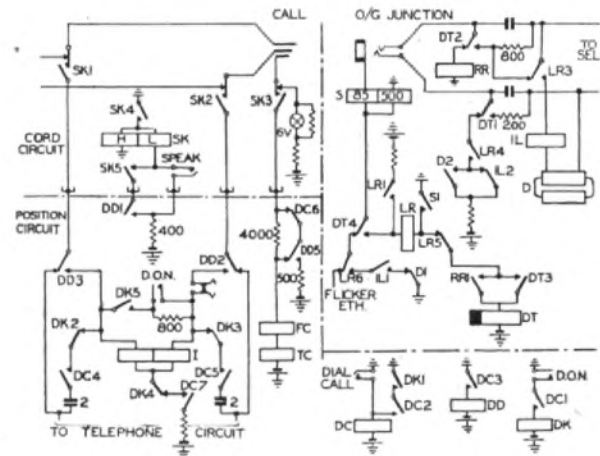 CALL
O/G JUNCTION
SK1
SK2
SK3
SK4
H L SK
SK5
SPEAK
6V
CORD
CIRCUIT
POSITION
CIRCUIT
DD1
400
DC6
4000
DD5
500
FC
TC
DD3
D.O.N.
DD2
DK5
800
DK2
DK3
I
DC4
DK4
DC7
DC5
2
2
TO TELEPHONE CIRCUIT
S 85 500
DT2
800
RR
LR3
TO
SEL
DT1 200
IL
LR4
D2
IL2
D
LR1
S1
LR
LR5
DT4
LR6
IL1
D1
FLICKER
ETH.
RR1
DT3
DT
DIAL
CALL
DK1
DC2
DC
DC3
DD
D.O.N.
DC1
DK